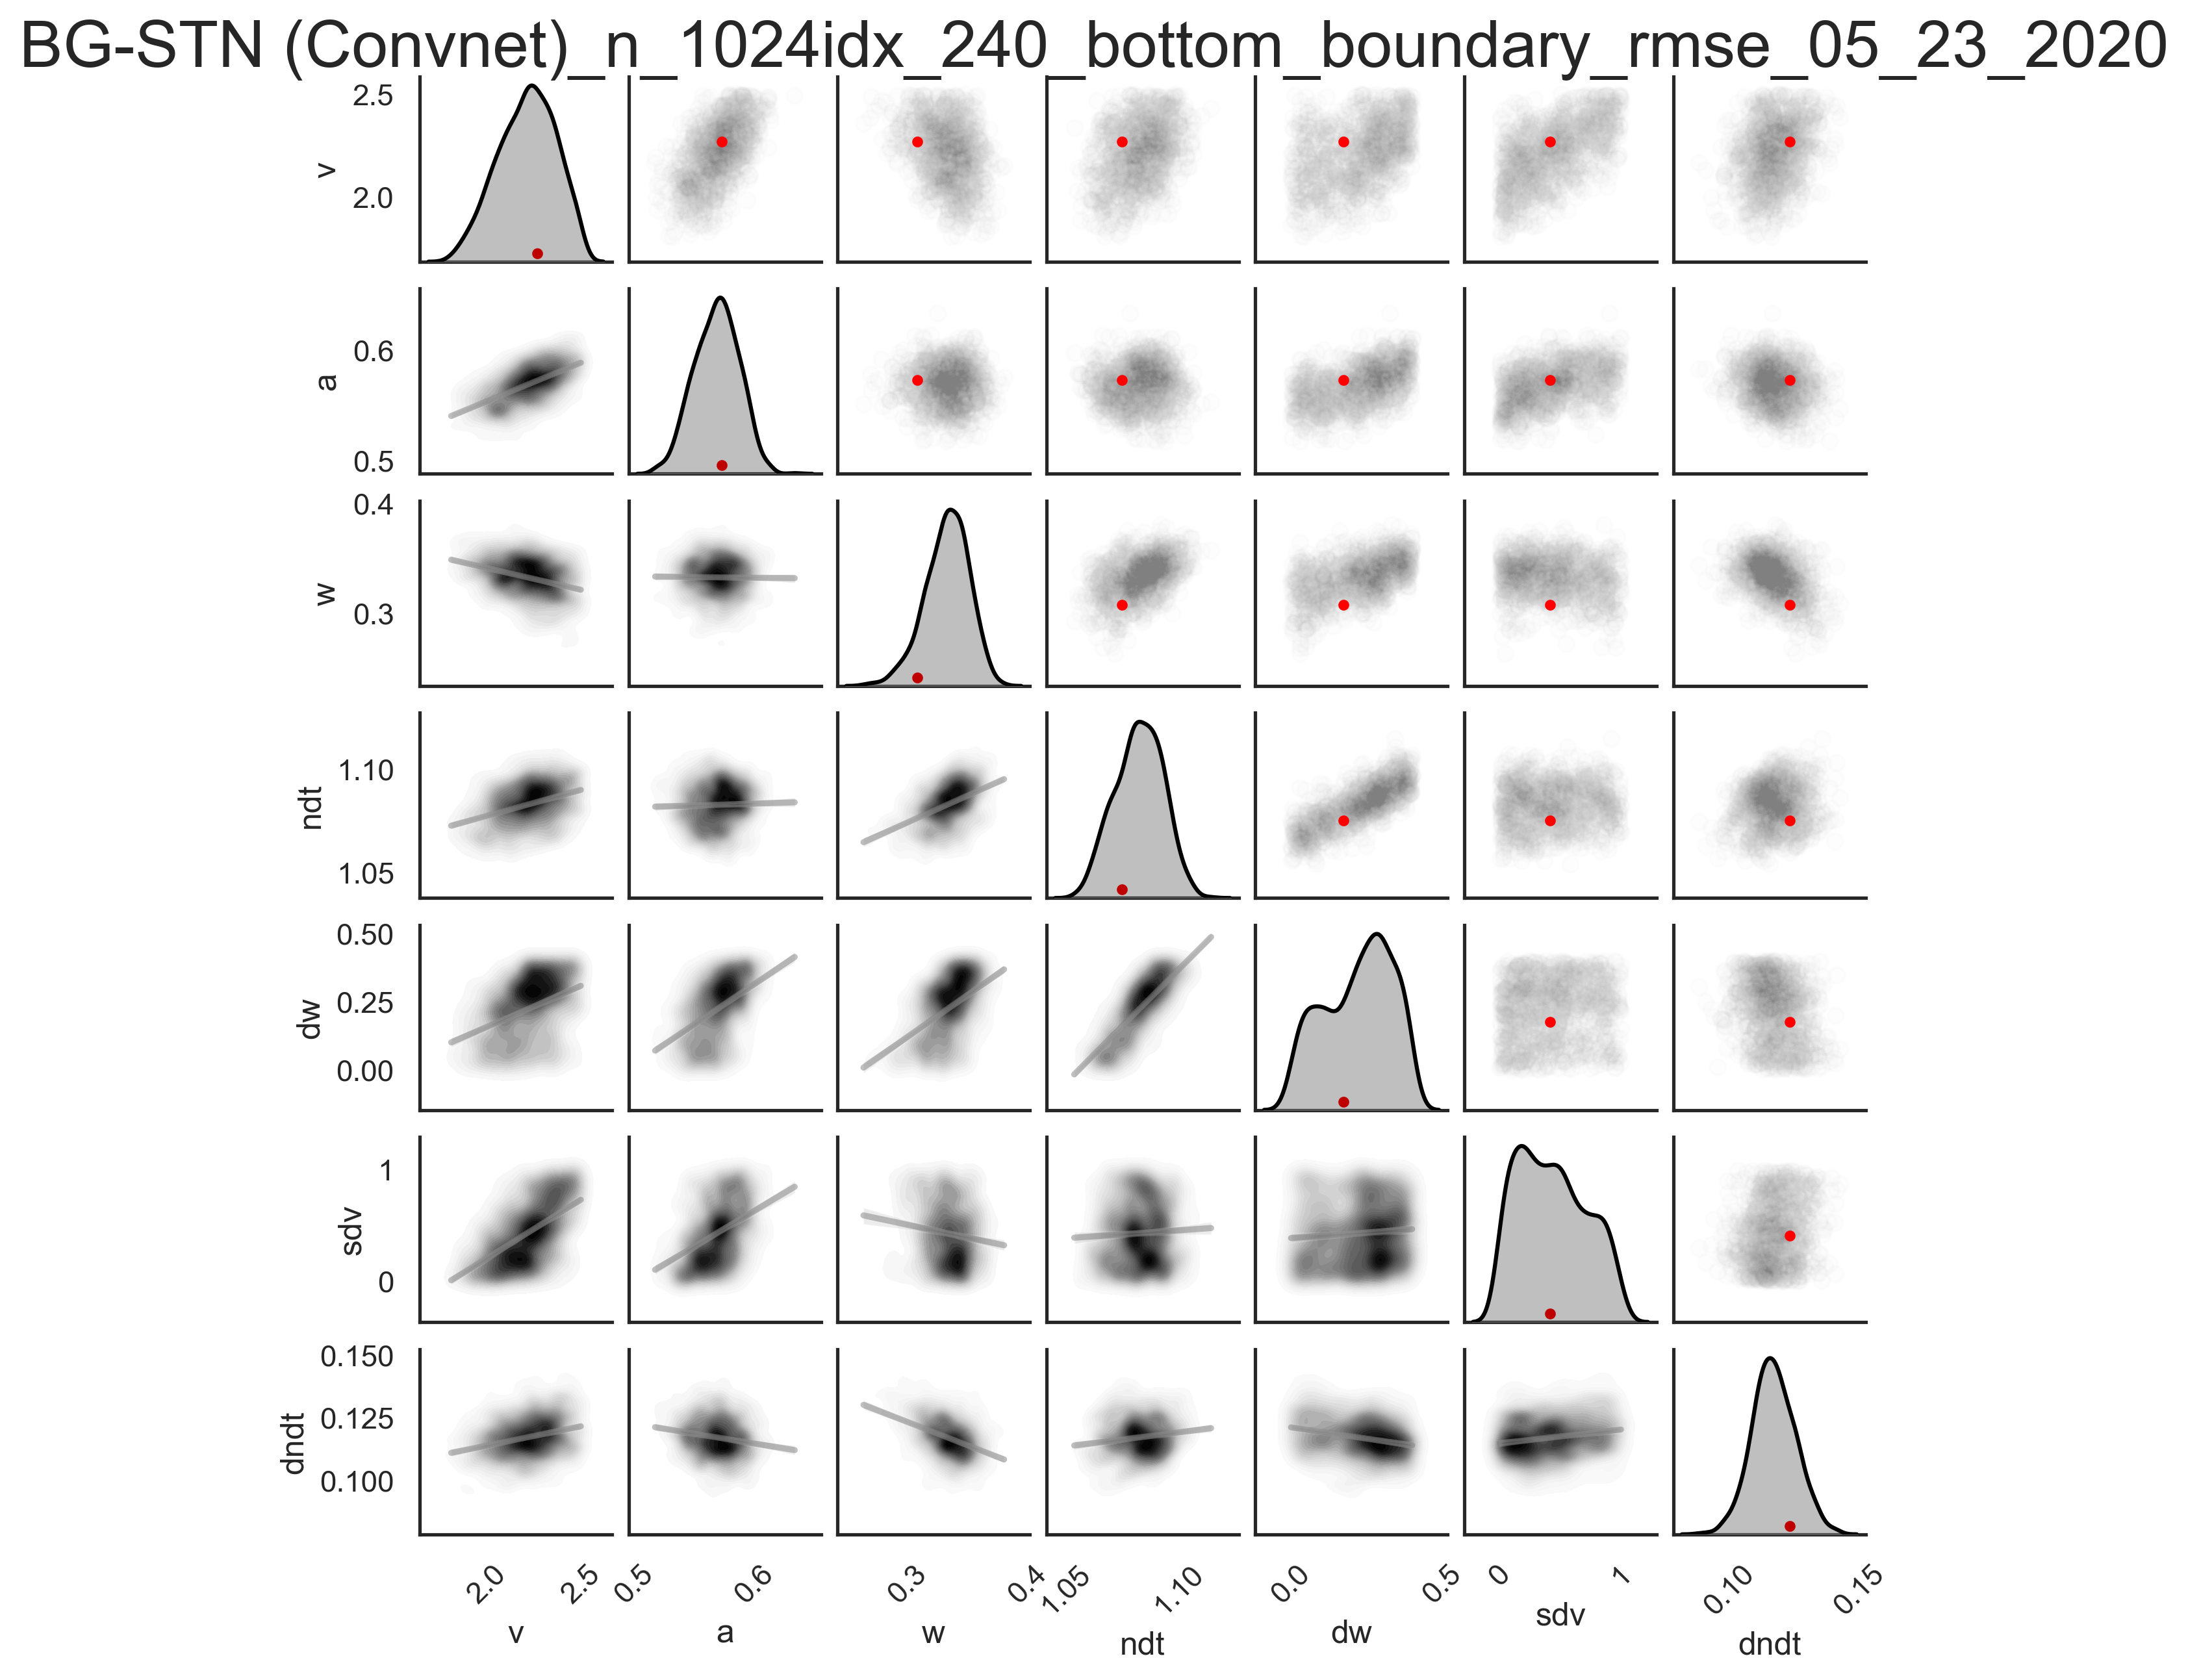 BG-STN (Convnet)_n_1024idx_240_bottom_boundary_rmse_05_23_2020
2.5
v
2.0
0.6
a
0.5
0.4
w
0.3
1.10
ndt
1.05
0.50
dw
0.25
0.00
1
sdv
0
0.150
dndt
0.125
0.100
2.0 2.5 0.5 0.6 0.3 0.4 1.05 1.10 0.0 0.5 0 1 0.10 0.15
v a w ndt dw sdv dndt